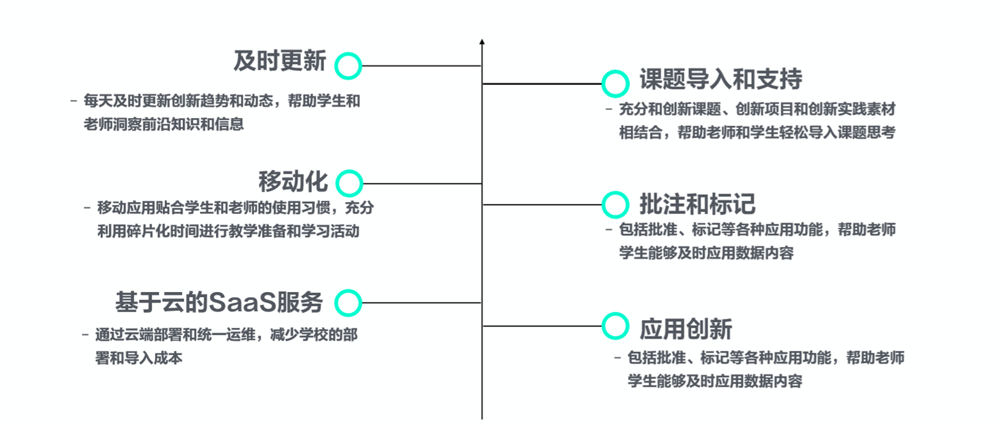 及时更新
– 每天及时更新创新趋势和动态，帮助学生和
老师洞察前沿知识和信息
移动化
– 移动应用贴合学生和老师的使用习惯，充分
利用碎片化时间进行教学准备和学习活动
基于云的SaaS服务
– 通过云端部署和统一运维，减少学校的部
署和导入成本
课题导入和支持
– 充分和创新课题、创新项目和创新实践素材
相结合，帮助老师和学生轻松导入课题思考
批注和标记
– 包括批准、标记等各种应用功能，帮助老师
学生能够及时应用数据内容
应用创新
– 包括批准、标记等各种应用功能，帮助老师
学生能够及时应用数据内容